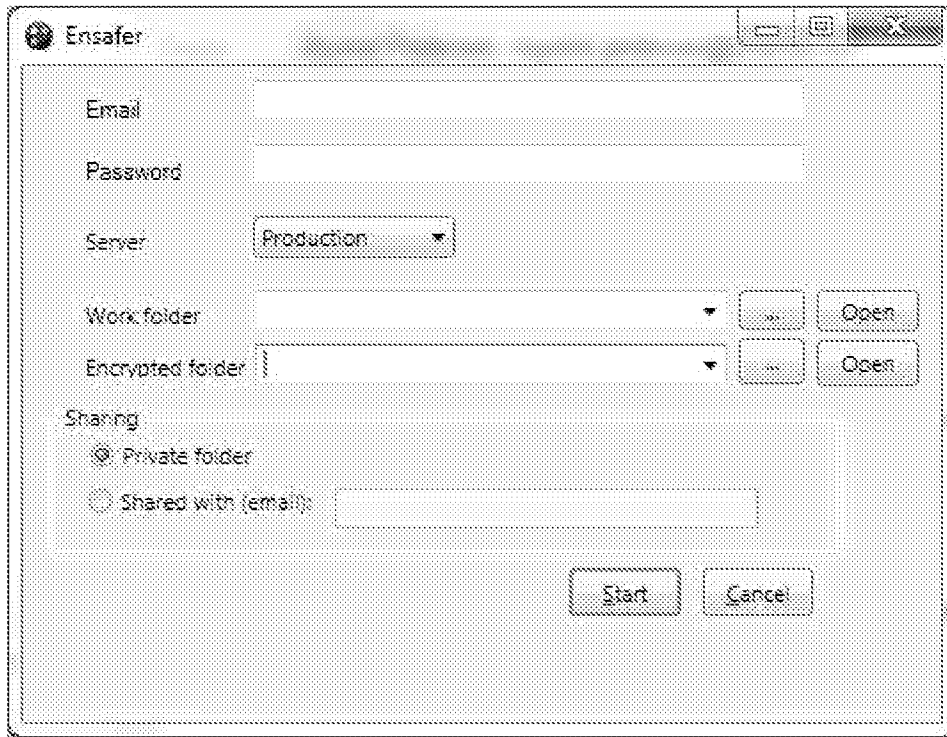 Ensafer
Email
Password
Server Production
Work folder ... Open
Encrypted folder ... Open
Sharing
Private folder
Shared with (email):
Start Cancel